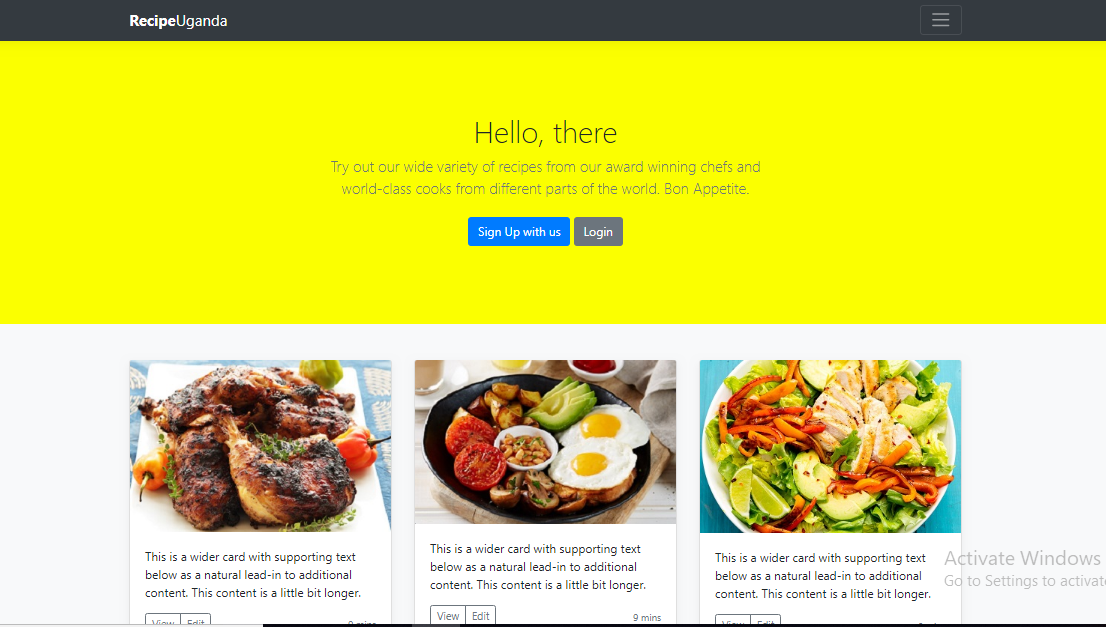 RecipeUganda
Hello, there
Try out our wide variety of recipes from our award winning chefs and
world-class cooks from different parts of the world. Bon Appetite.
Sign Up with us Login
This is a wider card with supporting text
below as a natural lead-in to additional
content. This content is a little bit longer.
View Edit 9 mins
This is a wider card with supporting text
below as a natural lead-in to additional
content. This content is a little bit longer.
View Edit 9 mins
This is a wider card with supporting text
below as a natural lead-in to additional
content. This content is a little bit longer.
View Edit
Activate Windows
Go to Settings to activate